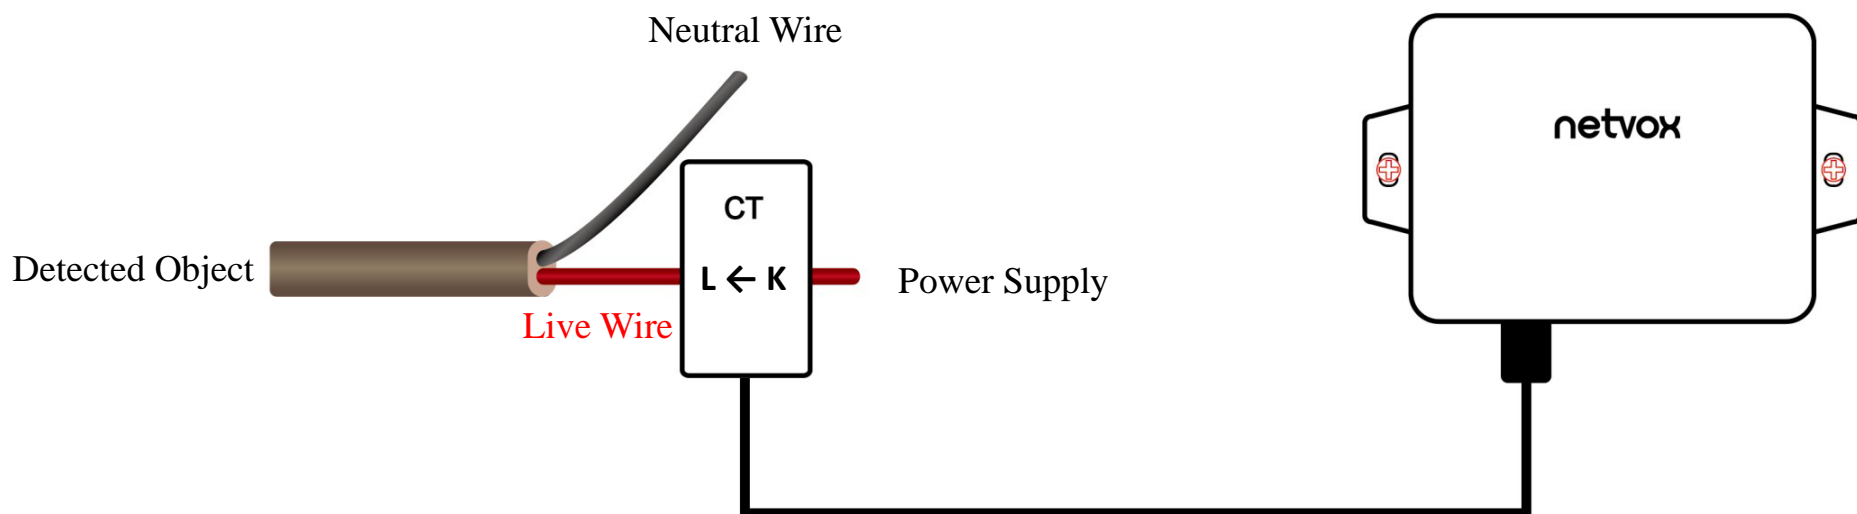 Neutral Wire
netvox
CT
Detected Object
L ← K
Power Supply
Live Wire